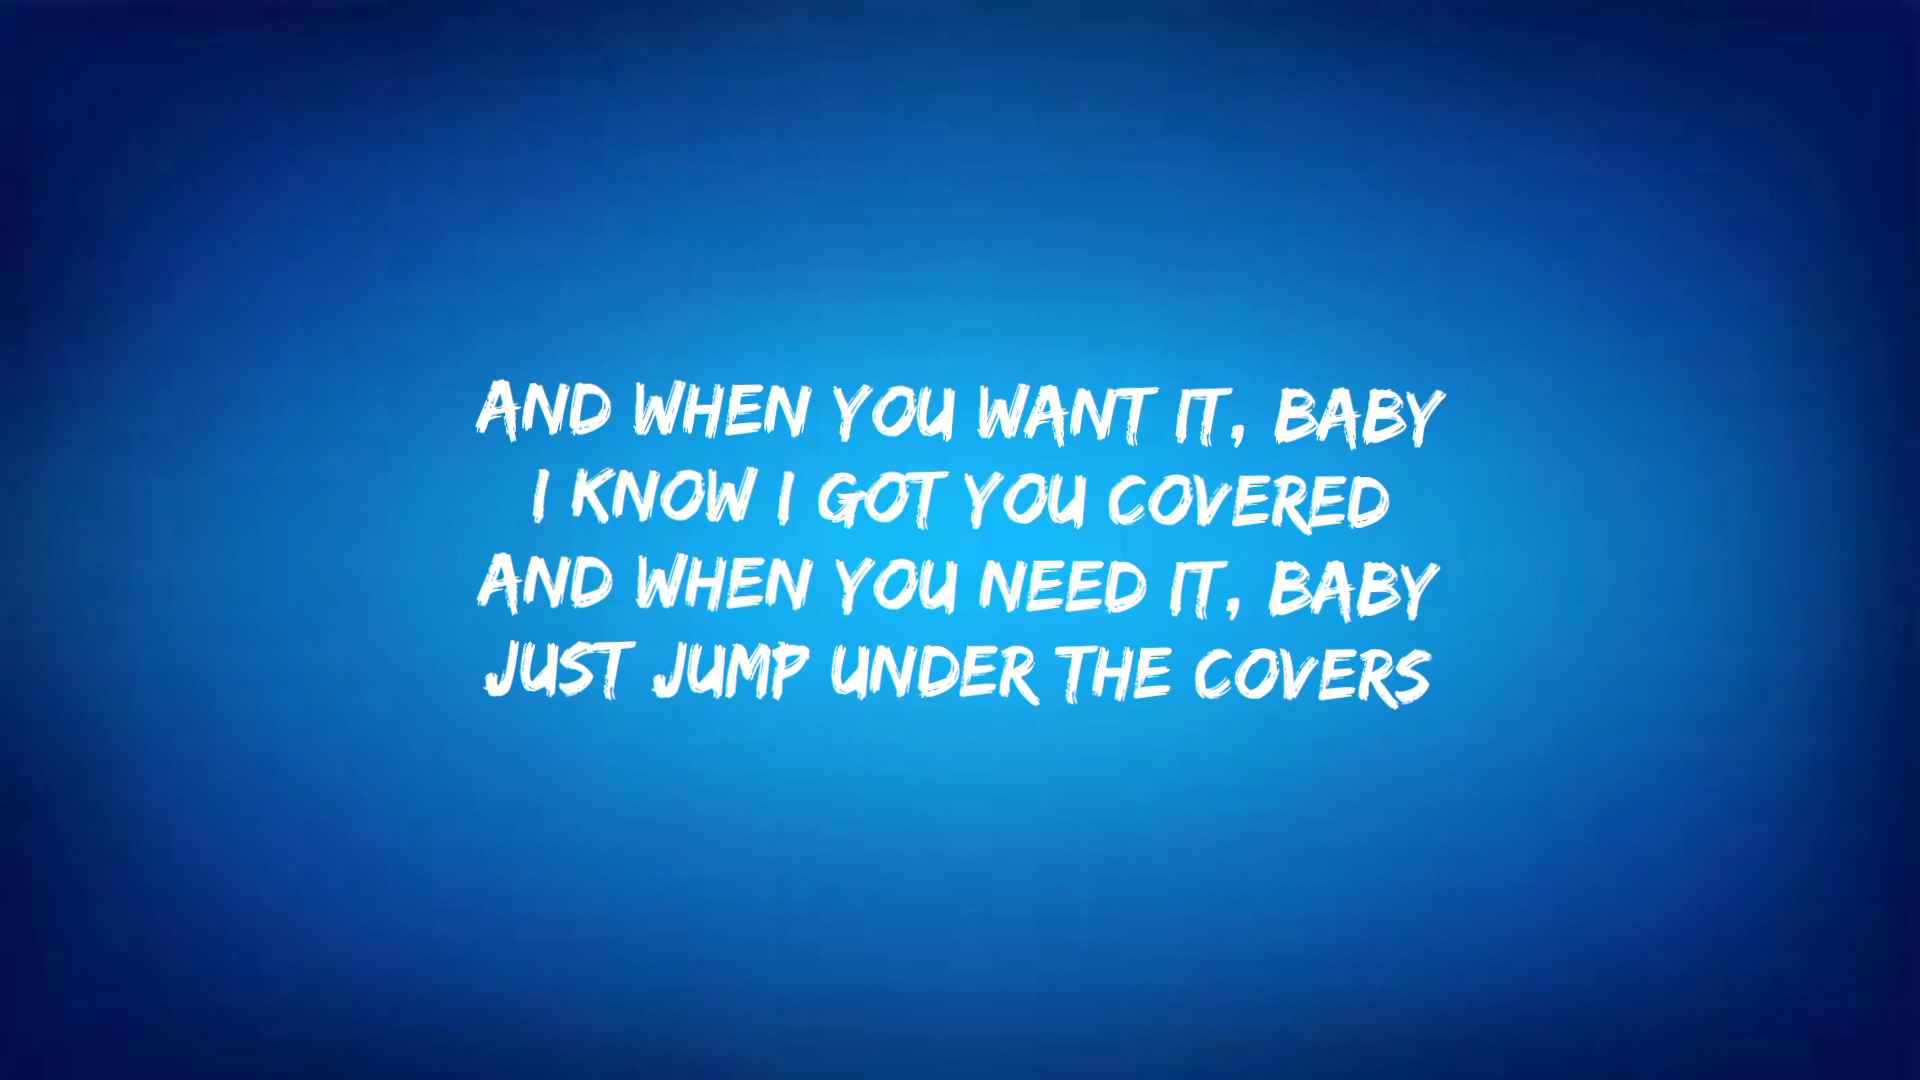 AND WHEN YOU WANT IT, BABY
I KNOW I GOT YOU COVERED
AND WHEN YOU NEED IT, BABY
JUST JUMP UNDER THE COVERS